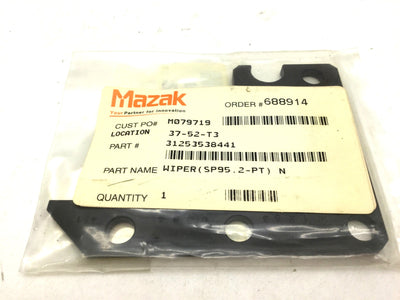 Mazak
Your Partner for innovation
ORDER # 688914
CUST PO# M079719
LOCATION 37-52-T3
PART # 31253538441
PART NAME WIPER(SP95.2-PT) N
QUANTITY 1